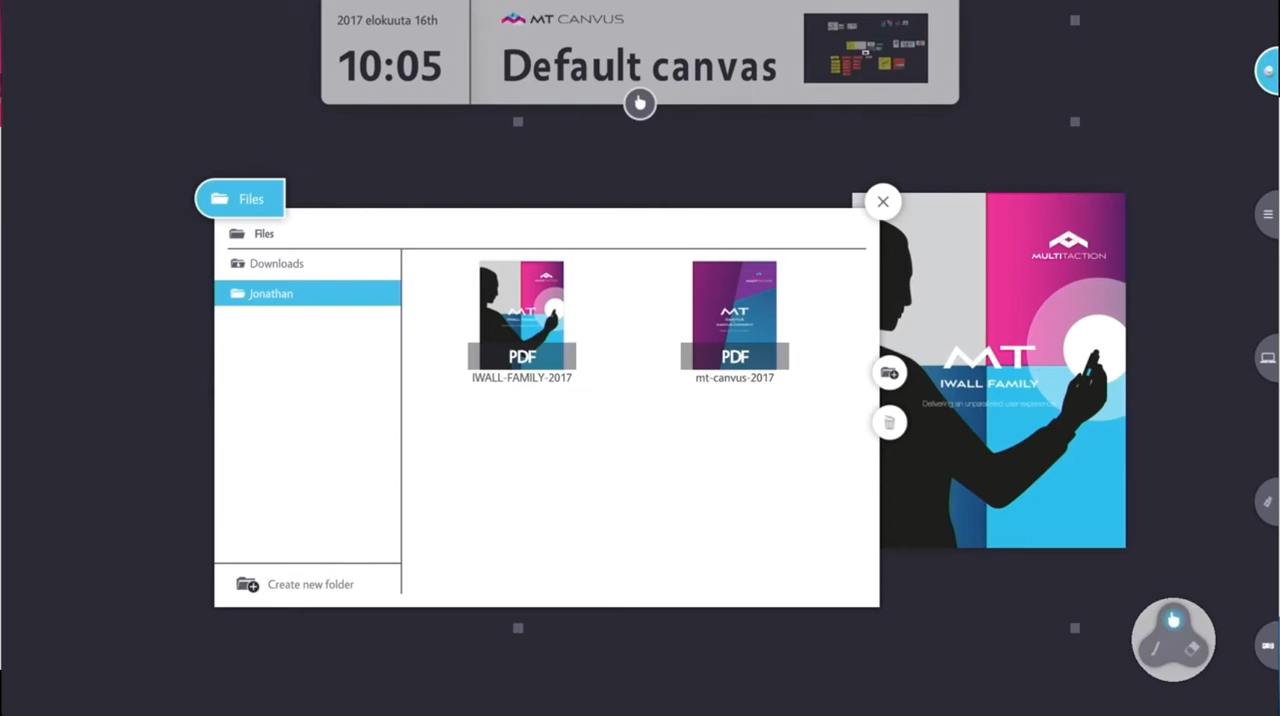 2017 elokuuta 16th
10:05
MT CANVUS
Default canvas
Files
Files
Downloads
Jonathan
PDF
IWALL-FAMILY-2017
PDF
mt-canvus-2017
Create new folder
MULTITACTION
MT
IWALL FAMILY
Delivering an unparalleled user experience